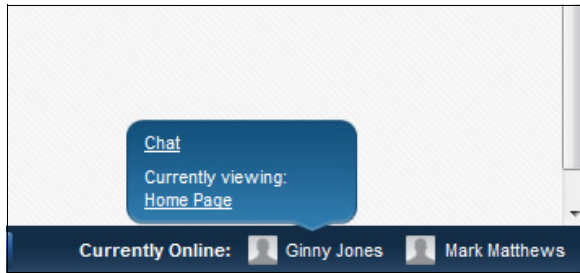 Chat
Currently viewing:
Home Page
Currently Online: Ginny Jones Mark Matthews